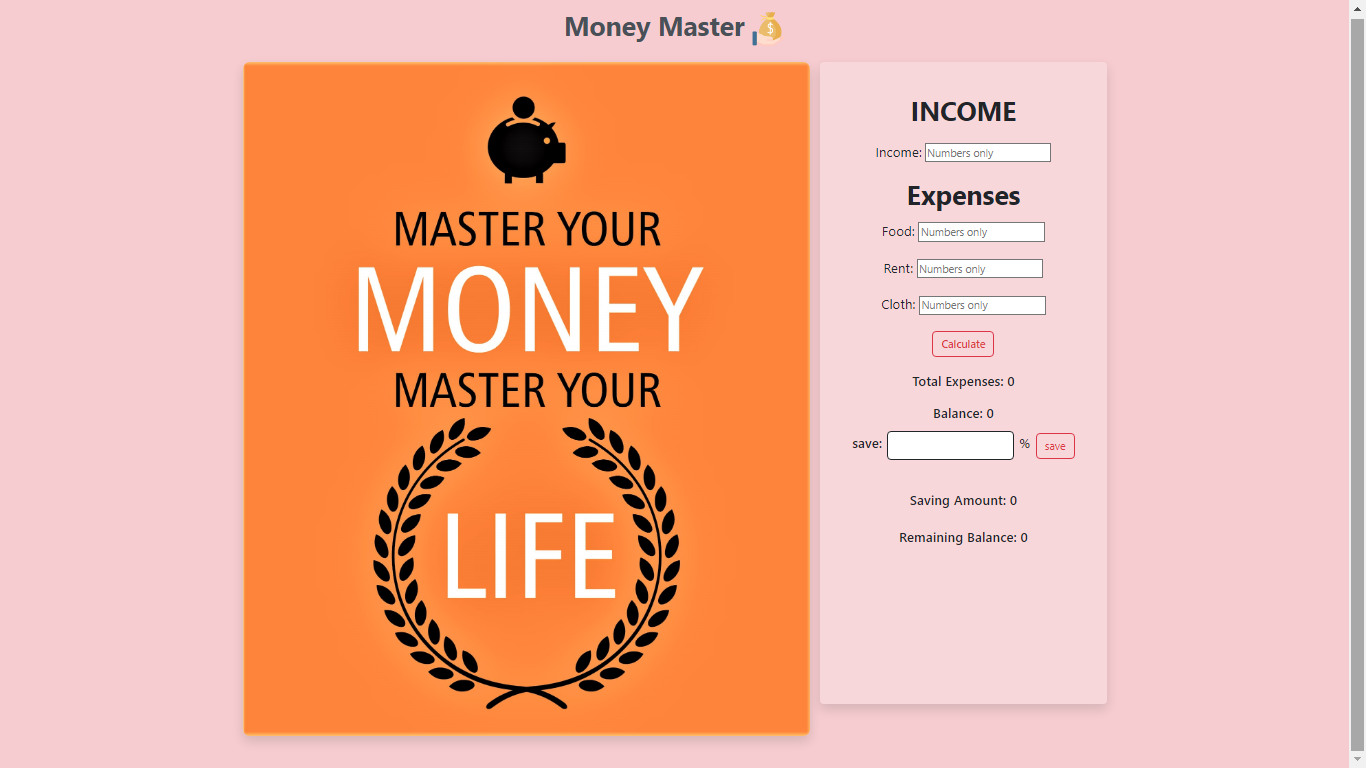 Money Master
MASTER YOUR
MONEY
MASTER YOUR
LIFE
INCOME
Income: Numbers only
Expenses
Food: Numbers only
Rent: Numbers only
Cloth: Numbers only
Calculate
Total Expenses: 0
Balance: 0
save: % save
Saving Amount: 0
Remaining Balance: 0